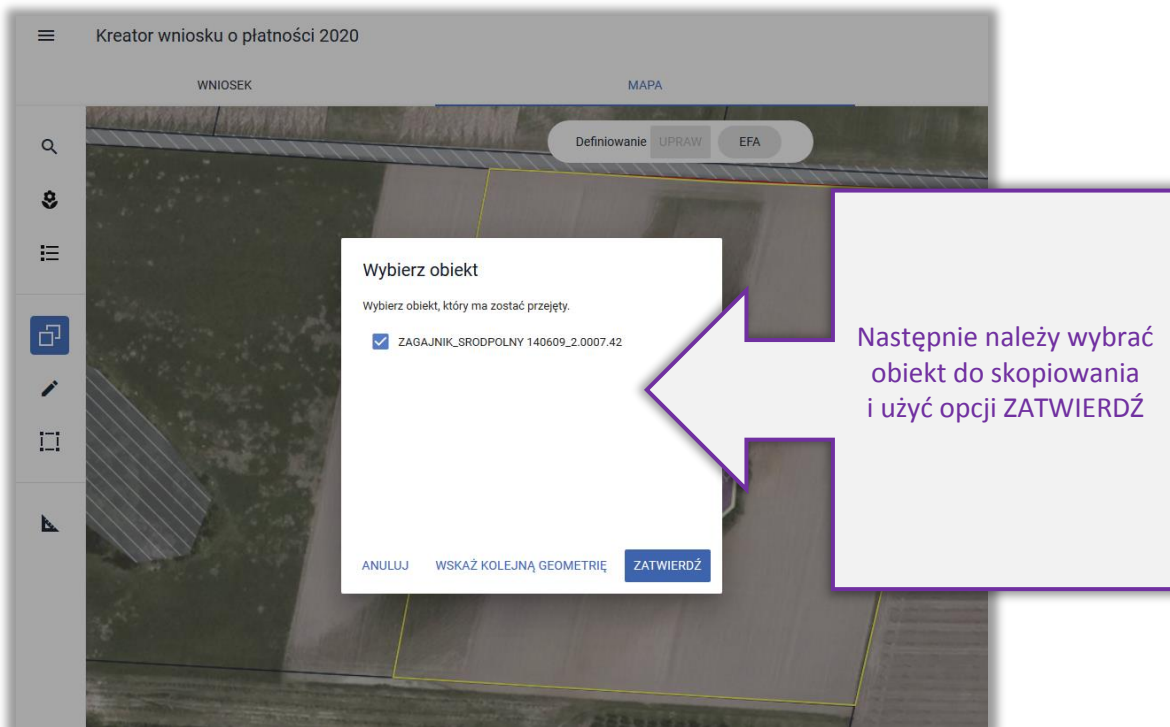 Kreator wniosku o płatności 2020
WNIOSEK
MAPA
Definiowanie UPRAW EFA
Wybierz obiekt
Wybierz obiekt, który ma zostać przejęty.
ZAGAJNIK_SRODPOLNY 140609_2.0007.42
ANULUJ WSKAŻ KOLEJNĄ GEOMETRIĘ ZATWIERDŹ
Następnie należy wybrać
obiekt do skopiowania
i użyć opcji ZATWIERDŹ